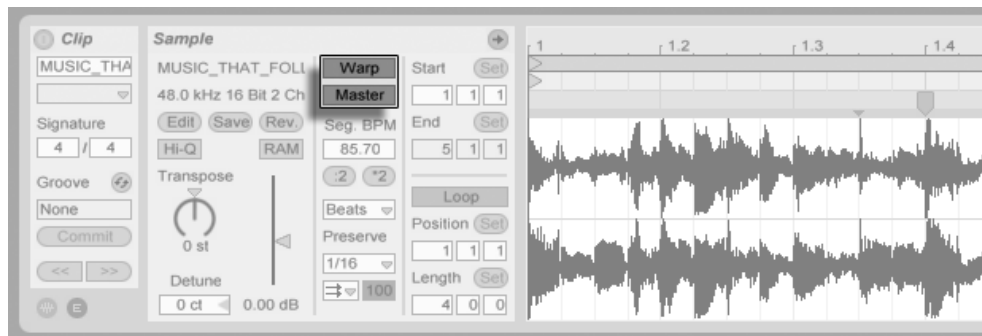 Clip
MUSIC_THA
Signature
4 / 4
Groove
None
Commit
<< >>
E
Sample
MUSIC_THAT_FOLL
48.0 kHz 16 Bit 2 Ch
Edit Save Rev.
Hi-Q RAM
Transpose
0 st
Detune
0 ct 0.00 dB
Warp
Master
Seg. BPM
85.70
:2 *2
Beats
Preserve
1/16
100
Start Set
1 1 1
End Set
5 1 1
Loop
Position Set
1 1 1
Length Set
4 0 0
1 1.2 1.3 1.4